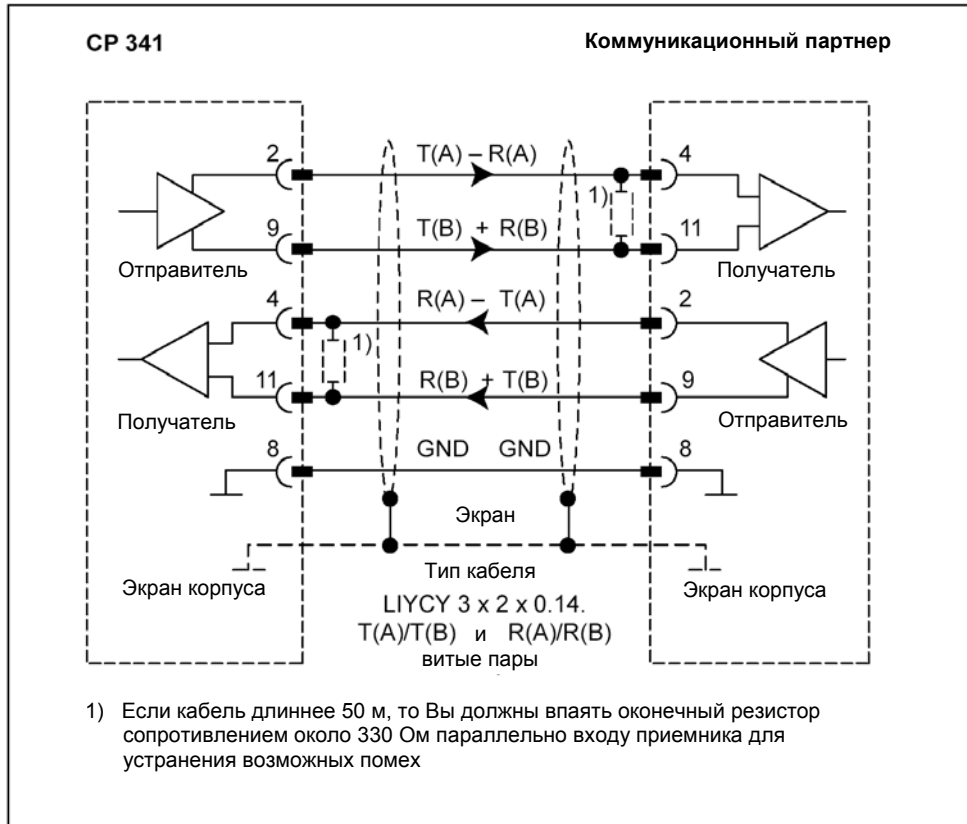 CP 341
Коммуникационный партнер
2
T(A) – R(A)
4
1)
9
T(B) + R(B)
11
Отправитель
Получатель
4
R(A) – T(A)
2
1)
11
R(B) + T(B)
9
Получатель
Отправитель
8
GND GND
8
Экран
Экран корпуса
Тип кабеля
Экран корпуса
LIYCY 3 x 2 x 0.14.
T(A)/T(B) и R(A)/R(B)
витые пары
1) Если кабель длиннее 50 м, то Вы должны впаять оконечный резистор
сопротивлением около 330 Ом параллельно входу приемника для
устранения возможных помех